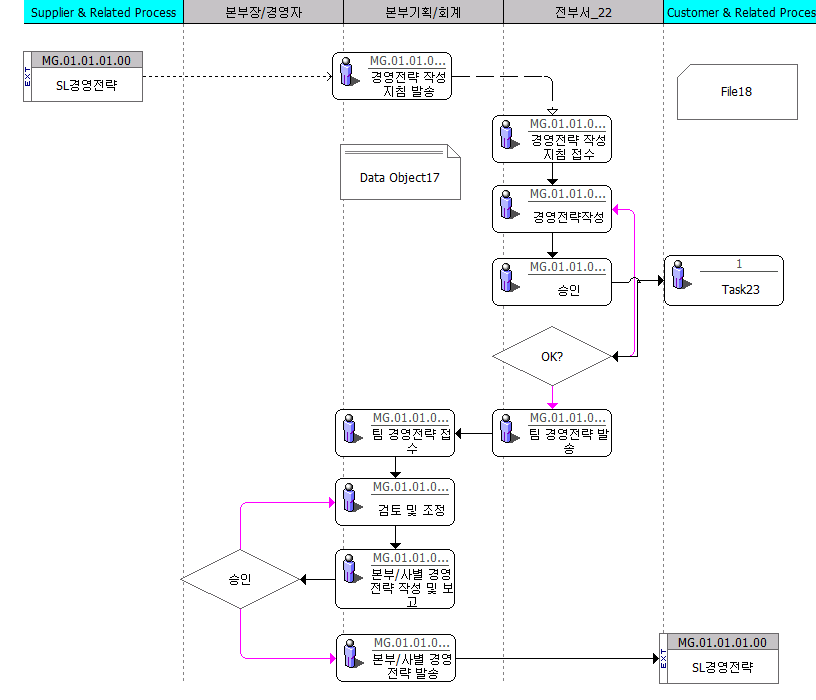 Supplier & Related Process
본부장/경영자
본부기획/회계
전부서_22
Customer & Related Proces
MG.01.01.01.00
EXT
SL경영전략
MG.01.01.0...
경영전략 작성
지침 발송
File18
MG.01.01.0...
경영전략 작성
지침 접수
Data Object17
MG.01.01.0...
경영전략작성
MG.01.01.0...
승인
1
Task23
OK?
MG.01.01.0...
팀 경영전략 접
수
MG.01.01.0...
팀 경영전략 발
송
MG.01.01.0...
검토 및 조정
승인
MG.01.01.0...
본부/사별 경영
전략 작성 및 보
고
MG.01.01.0...
본부/사별 경영
전략 발송
MG.01.01.01.00
EXT
SL경영전략